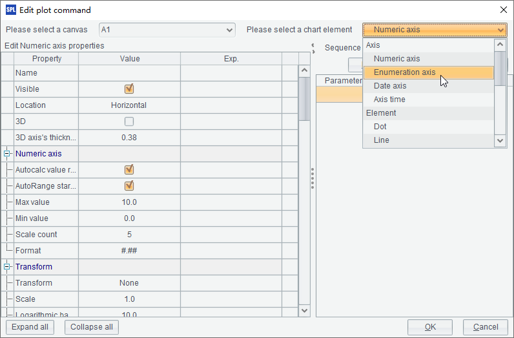 SPL Edit plot command
Please select a canvas A1 Please select a chart element Numeric axis
Edit Numeric axis properties
Property Value Exp.
Name
Visible
Location Horizontal
3D
3D axis's thickn... 0.38
Numeric axis
Autocalc value r...
AutoRange star...
Max value 10.0
Min value 0.0
Scale count 5
Format #.##
Transform
Transform None
Scale 1.0
Logarithmic ba... 10.0
Sequence
Parameter
Axis
Numeric axis
Enumeration axis
Date axis
Axis time
Element
Dot
Line
Expand all Collapse all OK Cancel